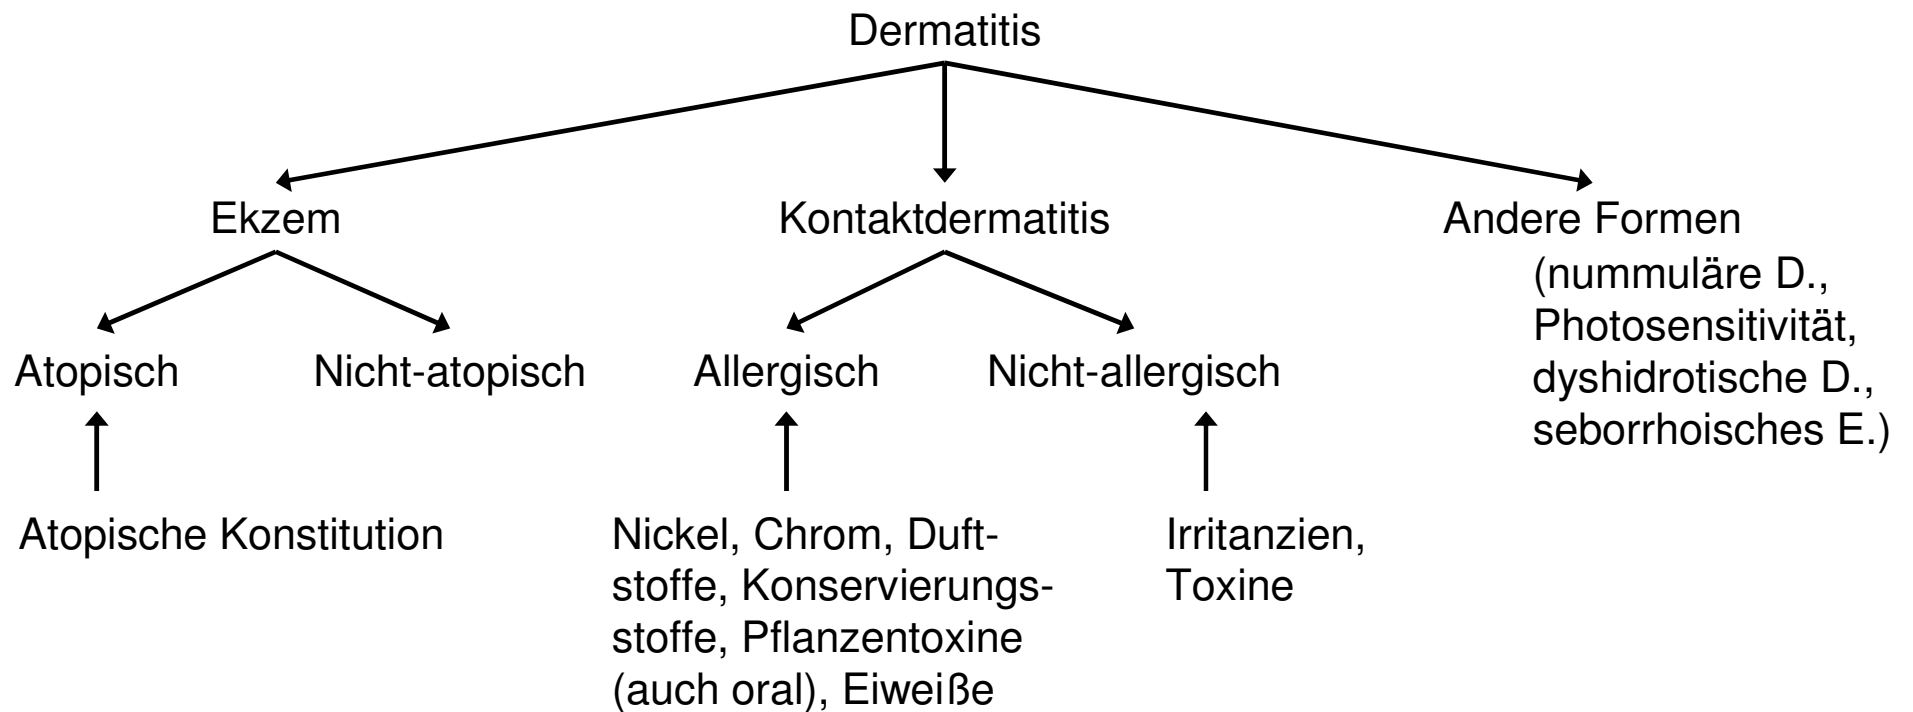 Dermatitis
Ekzem
Kontaktdermatitis
Andere Formen
(nummuläre D.,
Photosensitivität,
dyshidrotische D.,
seborrhoisches E.)
Atopisch
Nicht-atopisch
Allergisch
Nicht-allergisch
Atopische Konstitution
Nickel, Chrom, Duft-
stoffe, Konservierungs-
stoffe, Pflanzentoxine
(auch oral), Eiweiße
Irritanzien,
Toxine